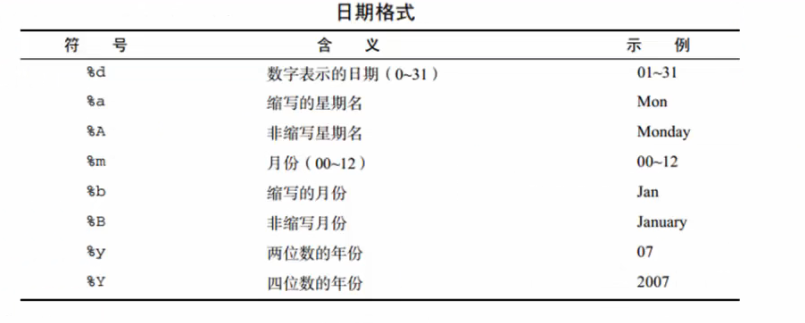 日期格式
符 号 含 义 示 例
%d 数字表示的日期（0~31） 01~31
%a 缩写的星期名 Mon
%A 非缩写星期名 Monday
%m 月份（00~12） 00~12
%b 缩写的月份 Jan
%B 非缩写月份 January
%y 两位数的年份 07
%Y 四位数的年份 2007